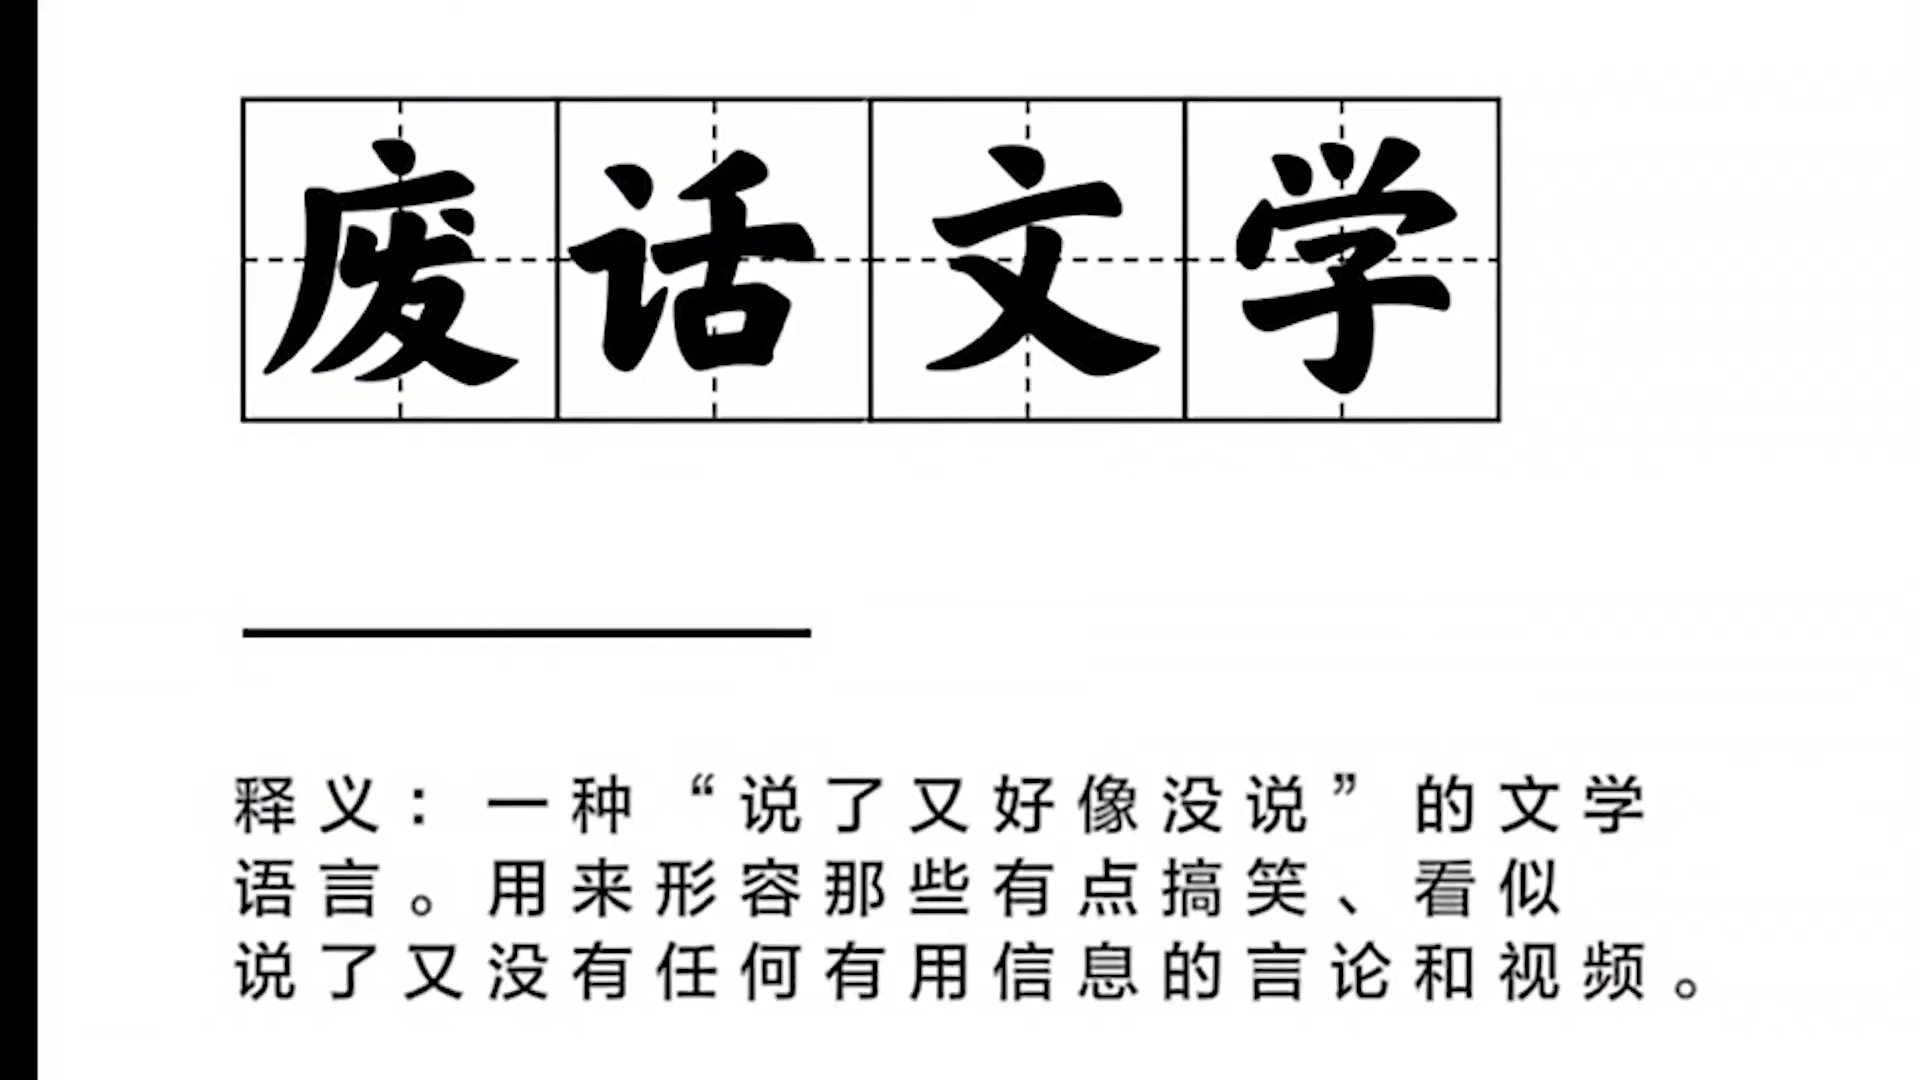 废话文学
释义：一种“说了又好像没说”的文学
语言。用来形容那些有点搞笑、看似
说了又没有任何有用信息的言论和视频。